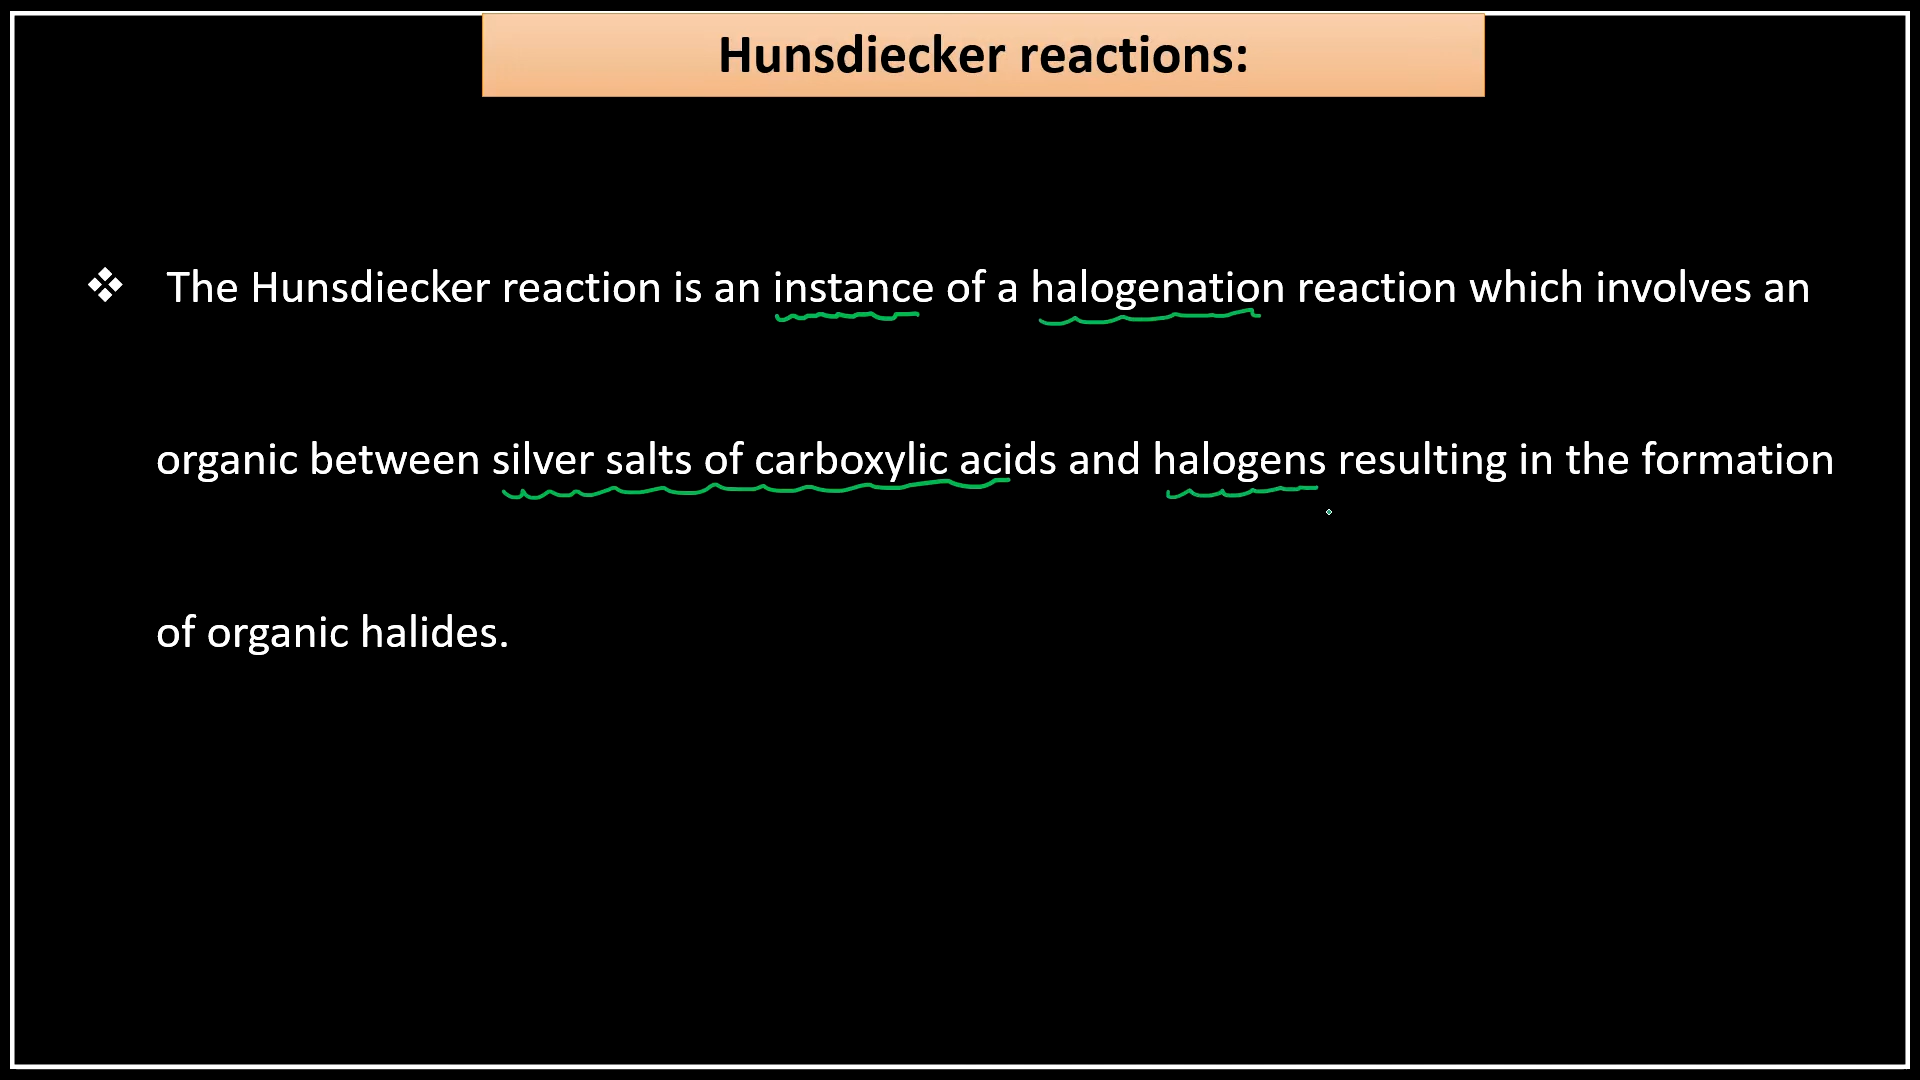 Hunsdiecker reactions:
❖ The Hunsdiecker reaction is an instance of a halogenation reaction which involves an
organic between silver salts of carboxylic acids and halogens resulting in the formation
of organic halides.